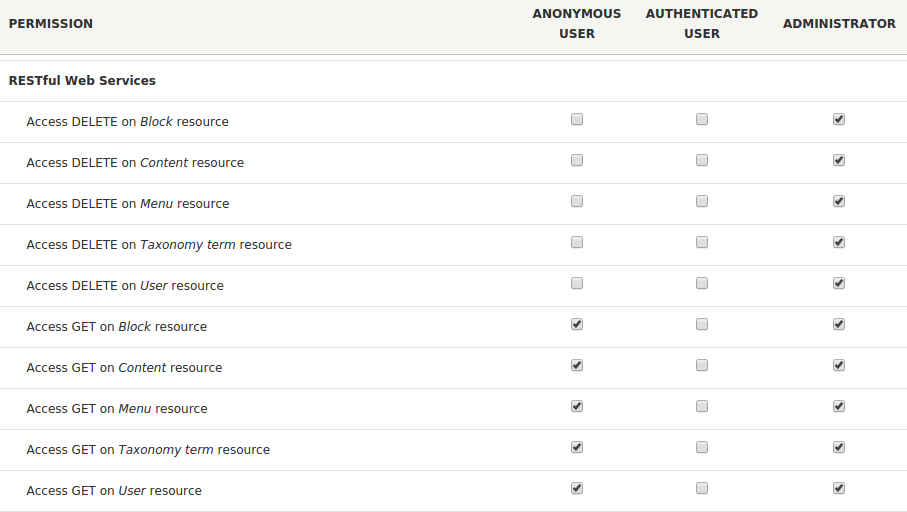 PERMISSION ANONYMOUS USER AUTHENTICATED USER ADMINISTRATOR
RESTful Web Services
Access DELETE on Block resource
Access DELETE on Content resource
Access DELETE on Menu resource
Access DELETE on Taxonomy term resource
Access DELETE on User resource
Access GET on Block resource
Access GET on Content resource
Access GET on Menu resource
Access GET on Taxonomy term resource
Access GET on User resource